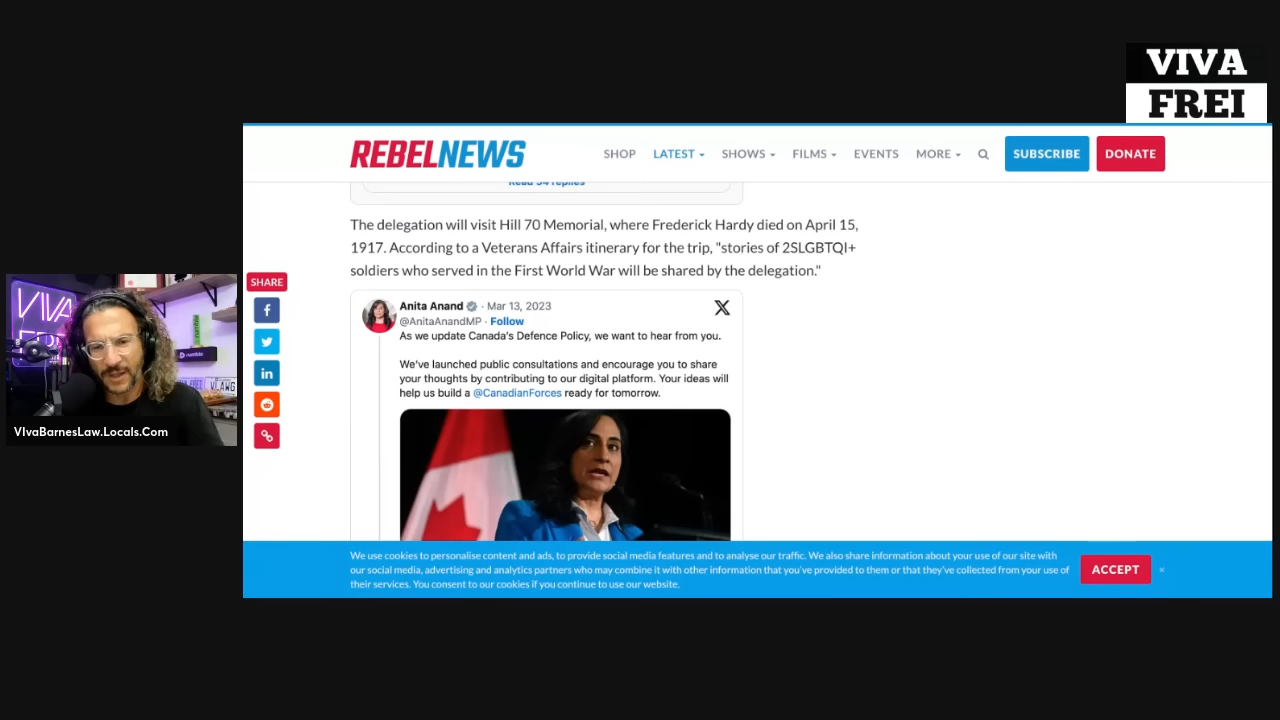 VIVA
FREI
REBELNEWS
SHOP
LATEST
SHOWS
FILMS
EVENTS
MORE
SUBSCRIBE
DONATE
The delegation will visit Hill 70 Memorial, where Frederick Hardy died on April 15,
1917. According to a Veterans Affairs itinerary for the trip, "stories of 2SLGBTQI+
soldiers who served in the First World War will be shared by the delegation."
SHARE
Anita Anand · Mar 13, 2023
@AnitaAnandMP · Follow
As we update Canada's Defence Policy, we want to hear from you.
We've launched public consultations and encourage you to share
your thoughts by contributing to our digital platform. Your ideas will
help us build a @CanadianForces ready for tomorrow.
VIVA
rumble
VLAWG
VIvaBarnesLaw.Locals.Com
We use cookies to personalise content and ads, to provide social media features and to analyse our traffic. We also share information about your use of our site with
our social media, advertising and analytics partners who may combine it with other information that you've provided to them or that they've collected from your use of
their services. You consent to our cookies if you continue to use our website.
ACCEPT
×